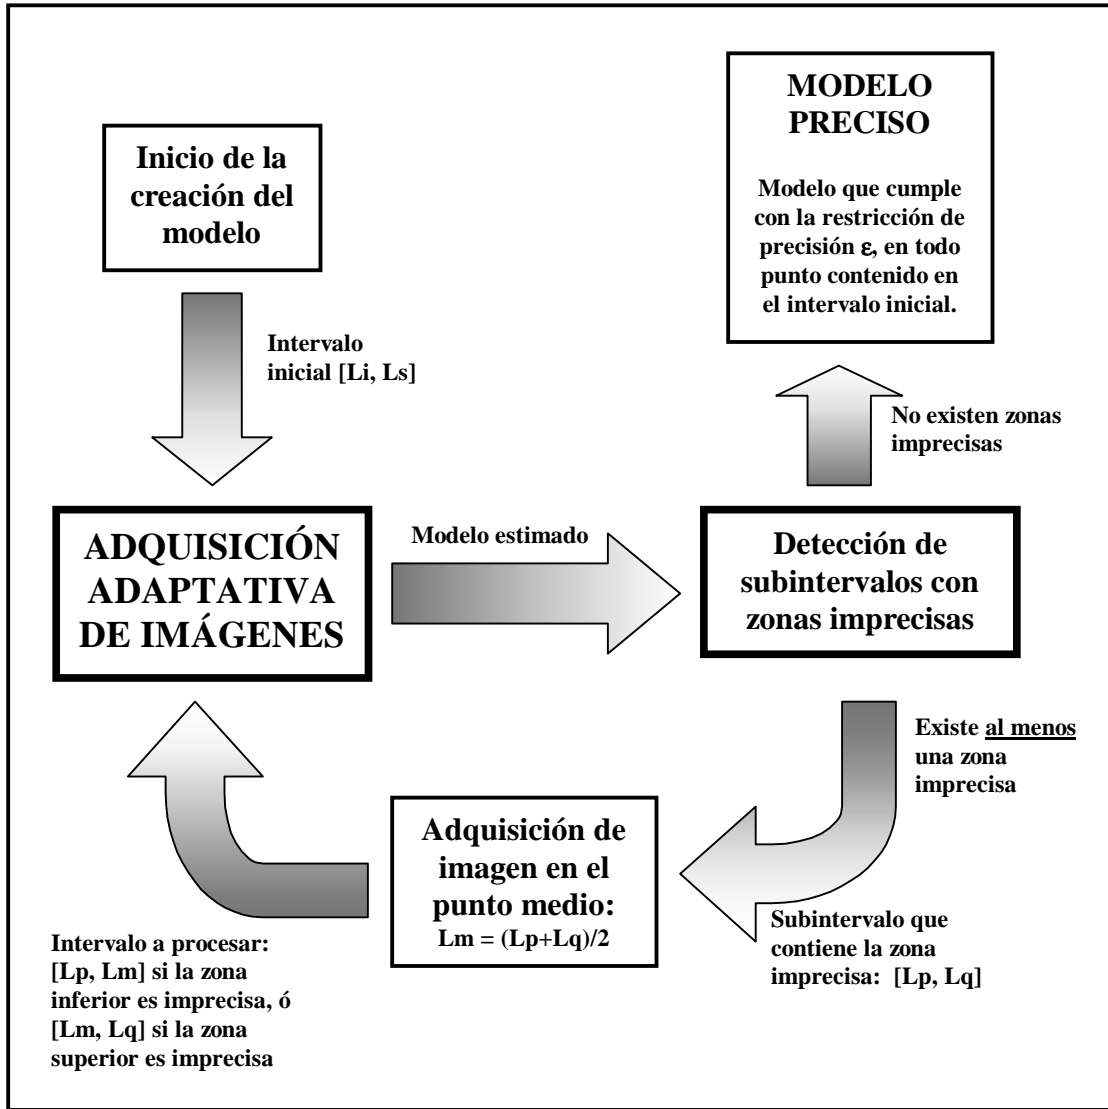 Inicio de la
creación del
modelo
MODELO
PRECISO
Modelo que cumple
con la restricción de
precisión ε, en todo
punto contenido en
el intervalo inicial.
Intervalo
inicial [Li, Ls]
No existen zonas
imprecisas
ADQUISICIÓN
ADAPTATIVA
DE IMÁGENES
Modelo estimado
Detección de
subintervalos con
zonas imprecisas
Existe al menos
una zona
imprecisa
Adquisición de
imagen en el
punto medio:
Lm = (Lp+Lq)/2
Subintervalo que
contiene la zona
imprecisa: [Lp, Lq]
Intervalo a procesar:
[Lp, Lm] si la zona
inferior es imprecisa, ó
[Lm, Lq] si la zona
superior es imprecisa